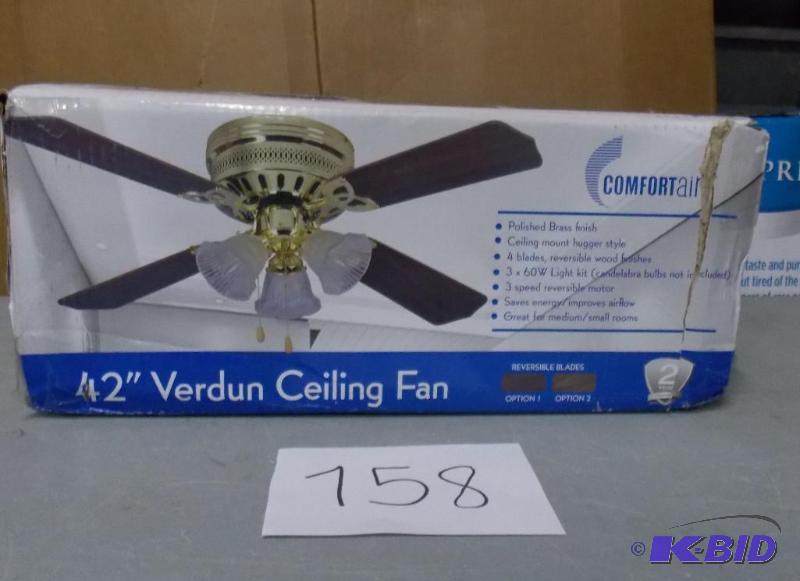 COMFORTair
• Polished Brass finish
• Ceiling mount hugger style
• 4 blades, reversible wood finishes
• 3 x 60W Light kit (candelabra bulbs not included)
• 3 speed reversible motor
• Saves energy/improves airflow
• Great for medium/small rooms
42" Verdun Ceiling Fan
REVERSIBLE BLADES
OPTION 1 OPTION 2
2
PRE
taste and pur
ut tired of the
158
© K-BID